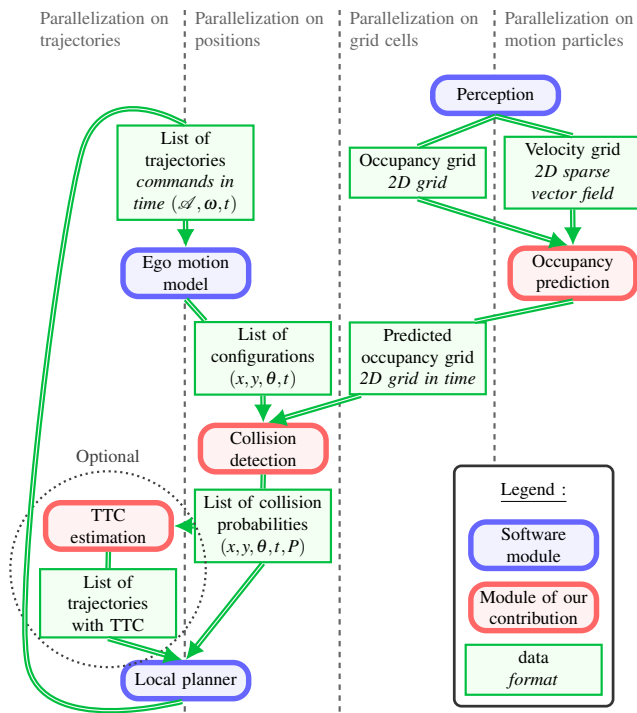 Parallelization on
trajectories
Parallelization on
positions
Parallelization on
grid cells
Parallelization on
motion particles
Perception
List of
trajectories
commands in
time (𝒜, ω, t)
Occupancy grid
2D grid
Velocity grid
2D sparse
vector field
Ego motion
model
Occupancy
prediction
List of
configurations
(x, y, θ, t)
Predicted
occupancy grid
2D grid in time
Collision
detection
Optional
TTC
estimation
List of collision
probabilities
(x, y, θ, t, P)
List of
trajectories
with TTC
Local planner
Legend :
Software
module
Module of our
contribution
data
format